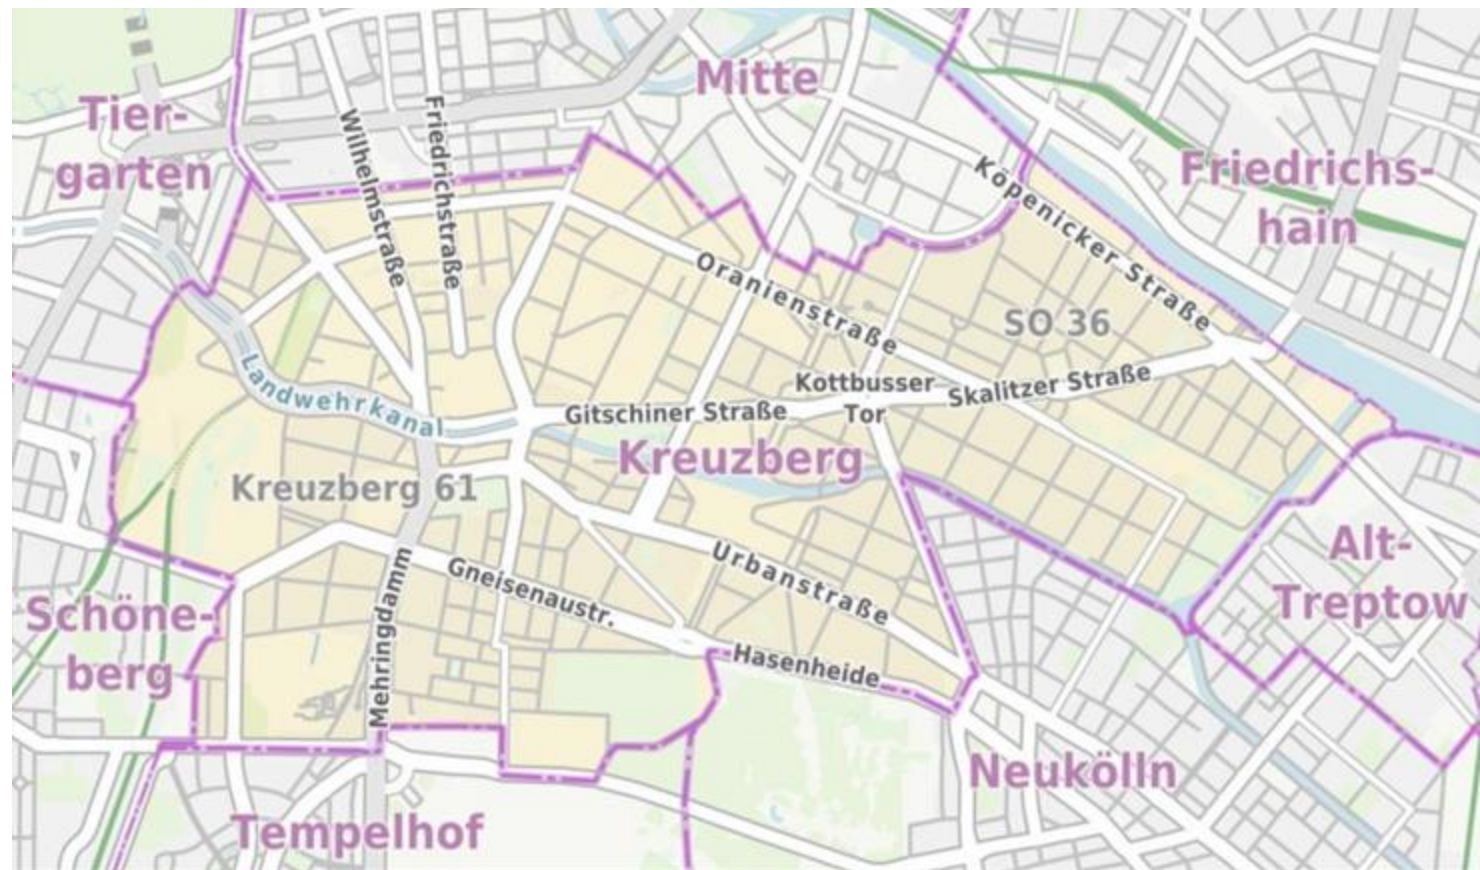 Mitte
Tier-
garten
Wilhelmstraße
Friedrichstraße
Köpenicker Straße
Friedrichs-
hain
Oranienstraße
SO 36
Landwehrkanal
Kottbusser
Tor
Skalitzer Straße
Gitschiner Straße
Kreuzberg
Kreuzberg 61
Mehringdamm
Gneisenaustr.
Urbanstraße
Hasenheide
Alt-
Treptow
Schöne-
berg
Neukölln
Tempelhof